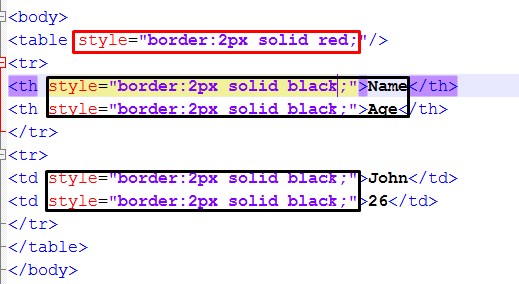 <body>
<table style="border:2px solid red;"/>
<tr>
<th style="border:2px solid black;">Name</th>
<th style="border:2px solid black;">Age</th>
</tr>
<tr>
<td style="border:2px solid black;">John</td>
<td style="border:2px solid black;">26</td>
</tr>
</table>
</body>